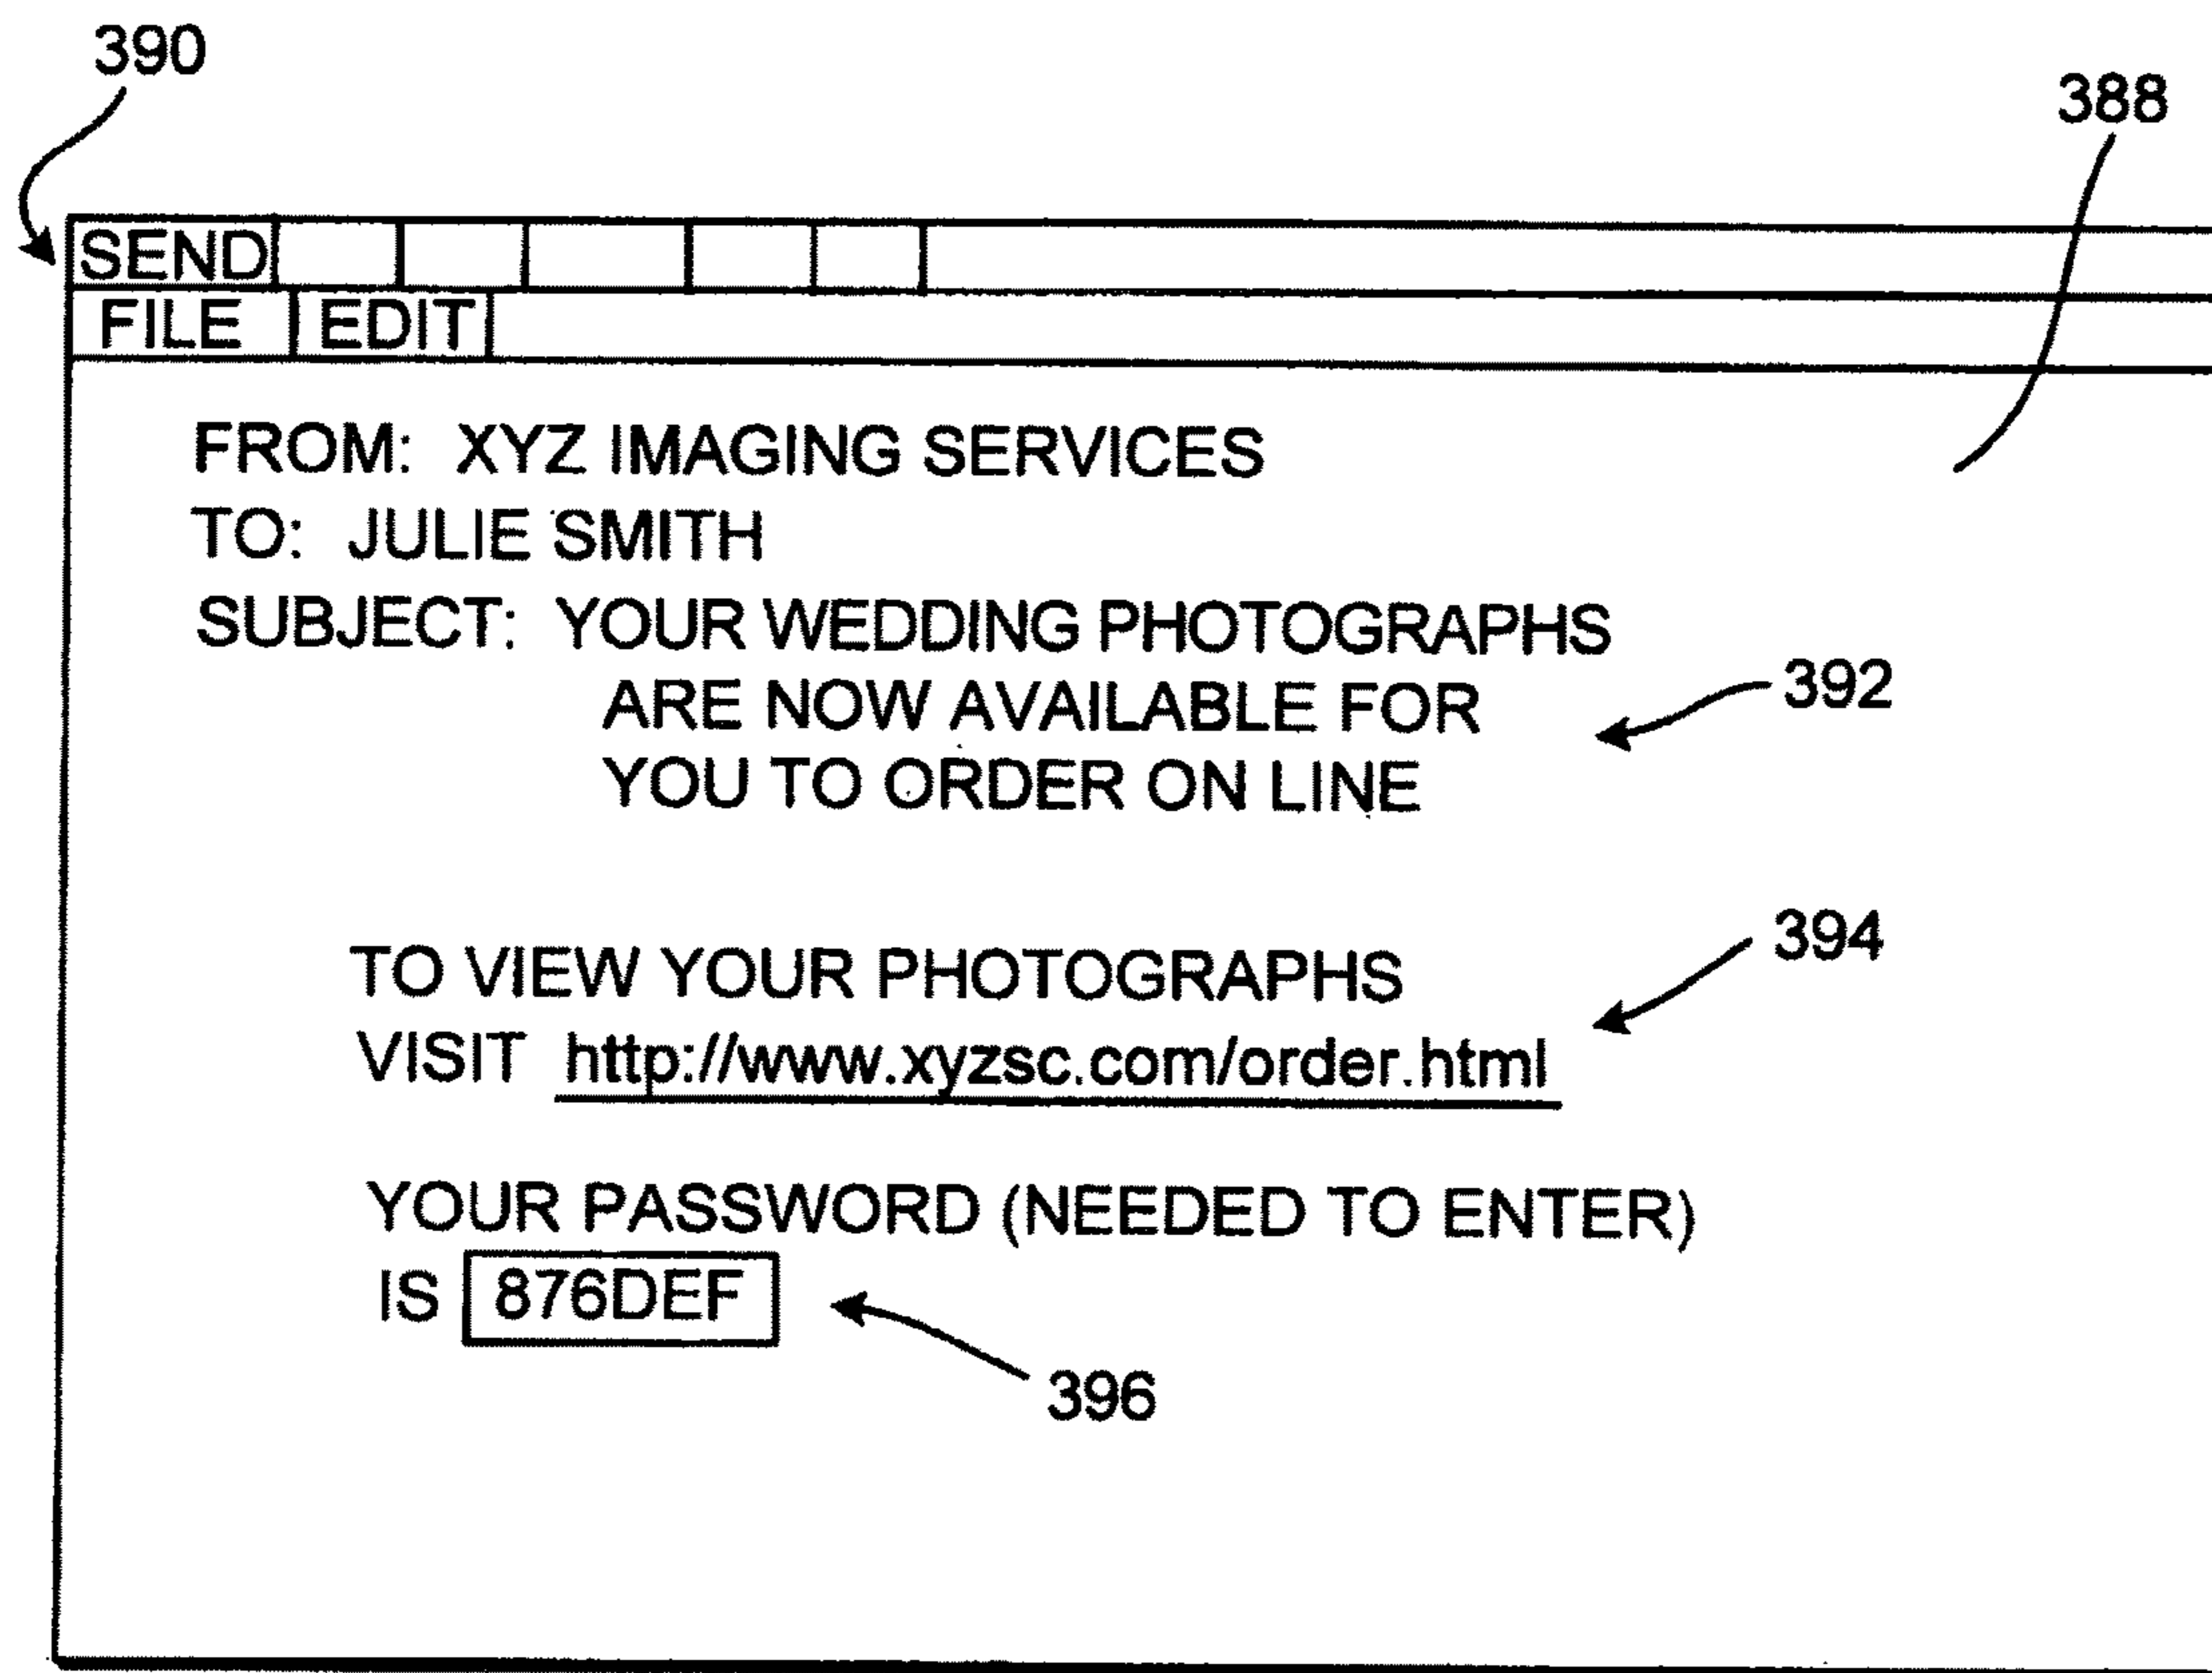 390
388
SEND
FILE EDIT
FROM: XYZ IMAGING SERVICES
TO: JULIE SMITH
SUBJECT: YOUR WEDDING PHOTOGRAPHS
ARE NOW AVAILABLE FOR
392
YOU TO ORDER ON LINE
394
TO VIEW YOUR PHOTOGRAPHS
VISIT http://www.xyzsc.com/order.html
YOUR PASSWORD (NEEDED TO ENTER)
IS 876DEF
396